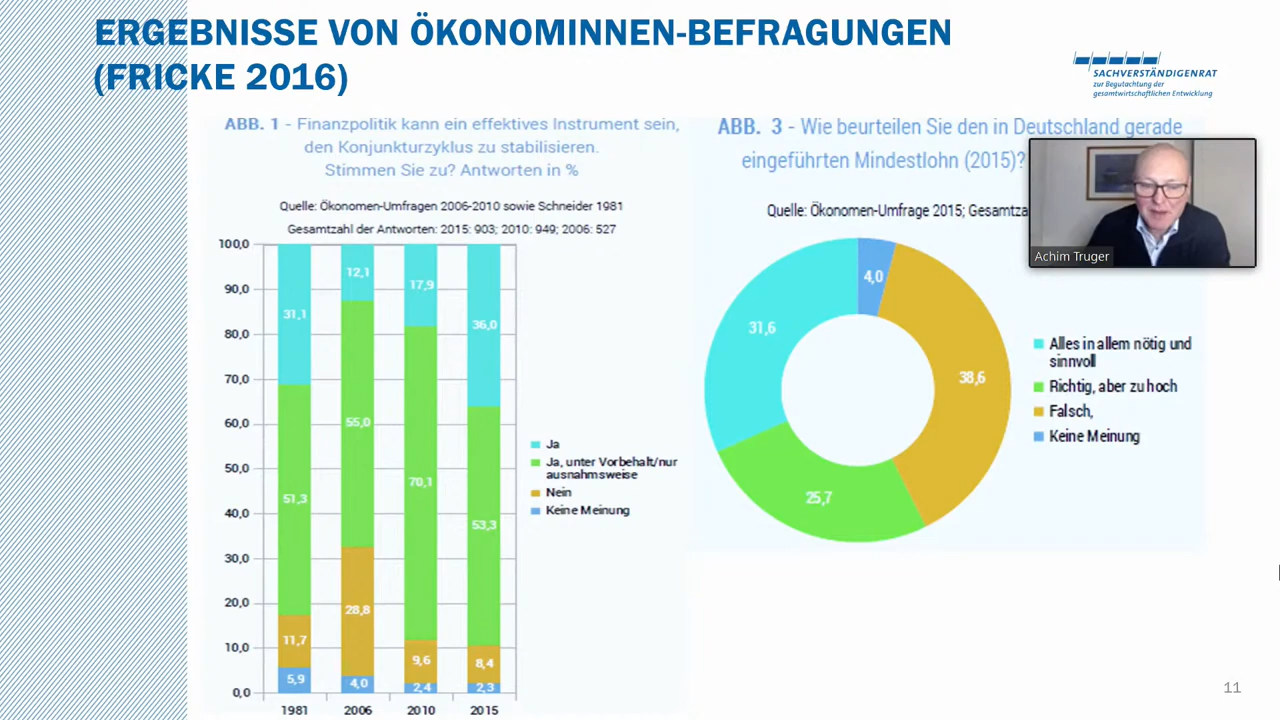 ERGEBNISSE VON ÖKONOMINNEN-BEFRAGUNGEN
(FRICKE 2016)
SACHVERSTÄNDIGENRAT
zur Begutachtung der
gesamtwirtschaftlichen Entwicklung
ABB. 1 - Finanzpolitik kann ein effektives Instrument sein,
den Konjunkturzyklus zu stabilisieren.
Stimmen Sie zu? Antworten in %
Quelle: Ökonomen-Umfragen 2006-2010 sowie Schneider 1981
Gesamtzahl der Antworten: 2015: 903; 2010: 949; 2006: 527
100,0
90,0
80,0
70,0
60,0
50,0
40,0
30,0
20,0
10,0
0,0
31,1
51,3
11,7
5,9
12,1
55,0
28,8
4,0
17,9
70,1
9,6
2,4
36,0
53,3
8,4
2,3
1981 2006 2010 2015
Ja
Ja, unter Vorbehalt/nur
ausnahmsweise
Nein
Keine Meinung
ABB. 3 - Wie beurteilen Sie den in Deutschland gerade
eingeführten Mindestlohn (2015)?
Quelle: Ökonomen-Umfrage 2015; Gesamtza
4,0
31,6
38,6
25,7
Alles in allem nötig und
sinnvoll
Richtig, aber zu hoch
Falsch,
Keine Meinung
Achim Truger
11